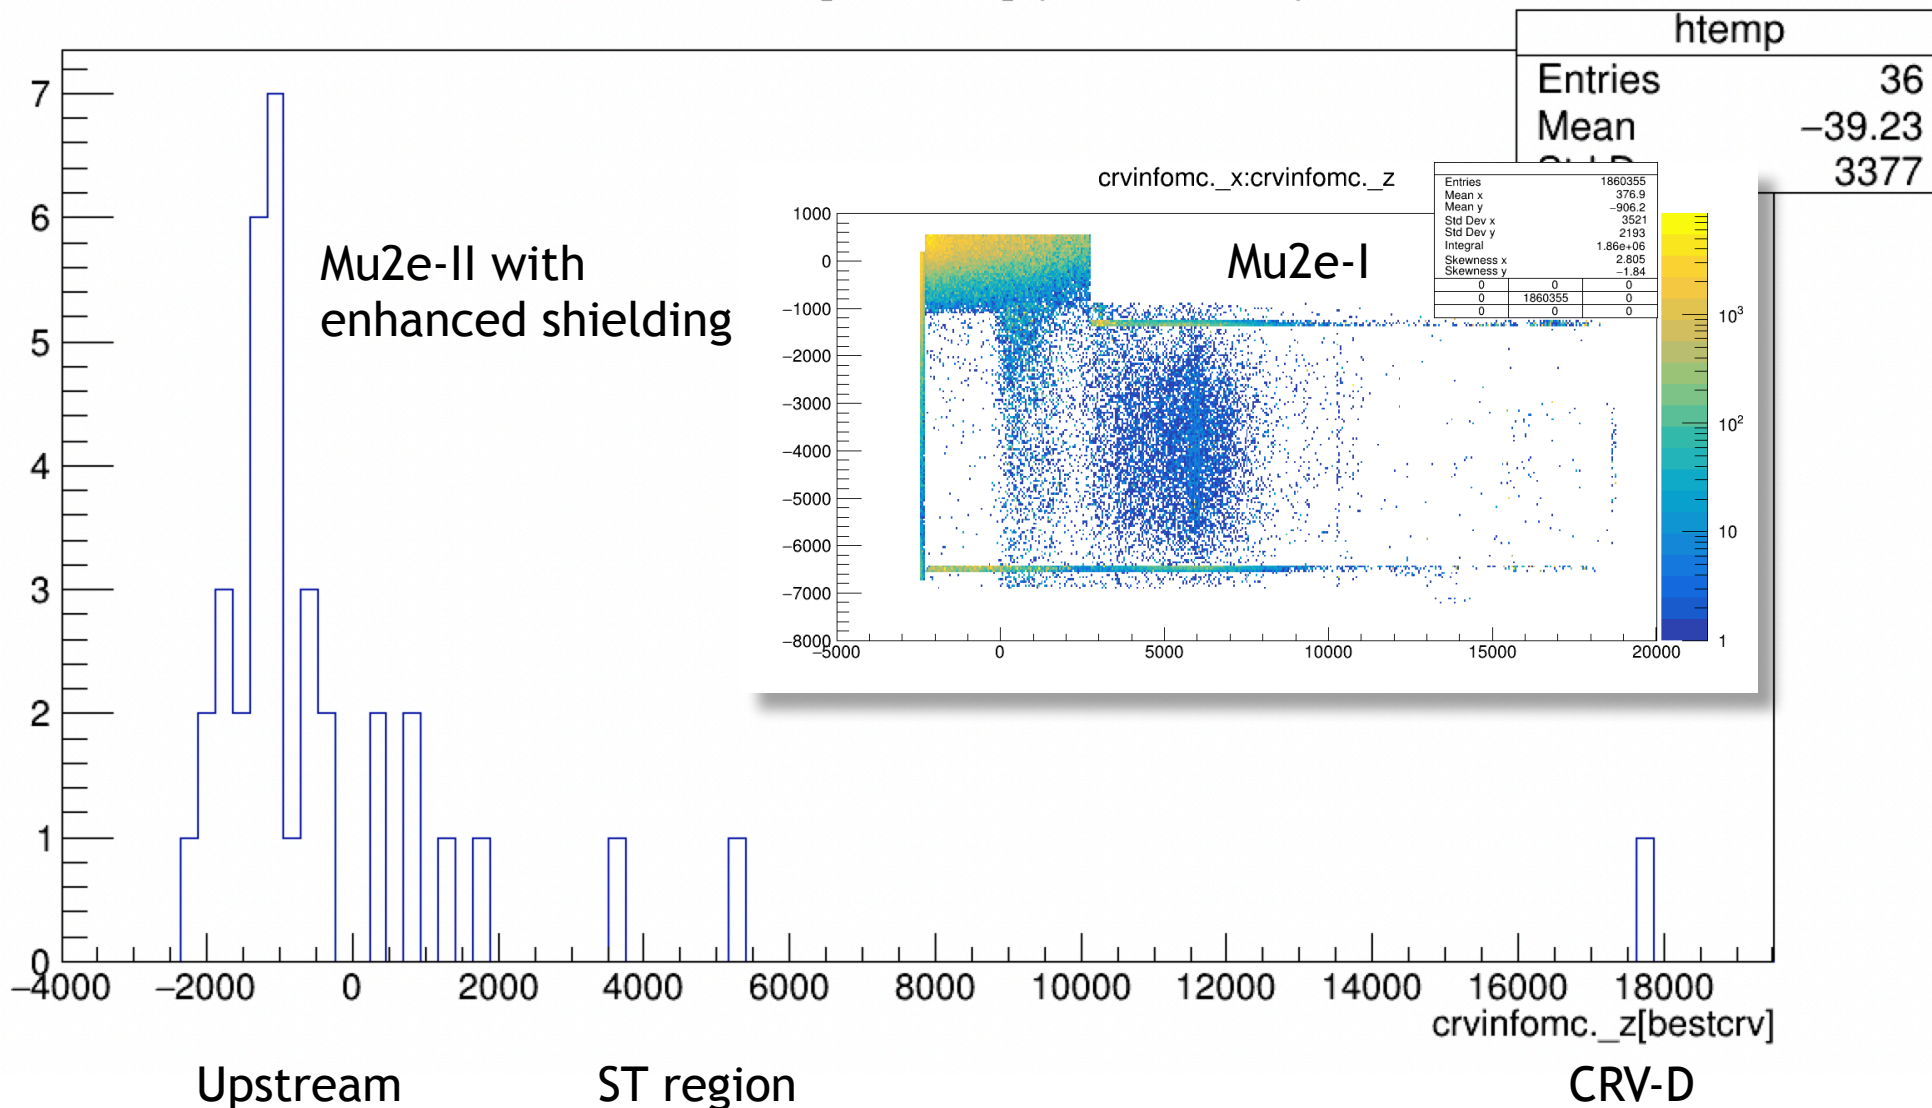 htemp
Entries 36
Mean −39.23
3377
7
6
5
4
3
2
1
0
Mu2e-II with
enhanced shielding
crvinfomc._x:crvinfomc._z
Mu2e-I
Entries 1860355
Mean x 376.9
Mean y −906.2
Std Dev x 3521
Std Dev y 2193
Integral 1.86e+06
Skewness x 2.805
Skewness y −1.84
0 0 0
0 1860355 0
0 0 0
1000
0
−1000
−2000
−3000
−4000
−5000
−6000
−7000
−8000
−5000 0 5000 10000 15000 20000
10³
10²
10
1
−4000 −2000 0 2000 4000 6000 8000 10000 12000 14000 16000 18000
crvinfomc._z[bestcrv]
Upstream ST region CRV-D